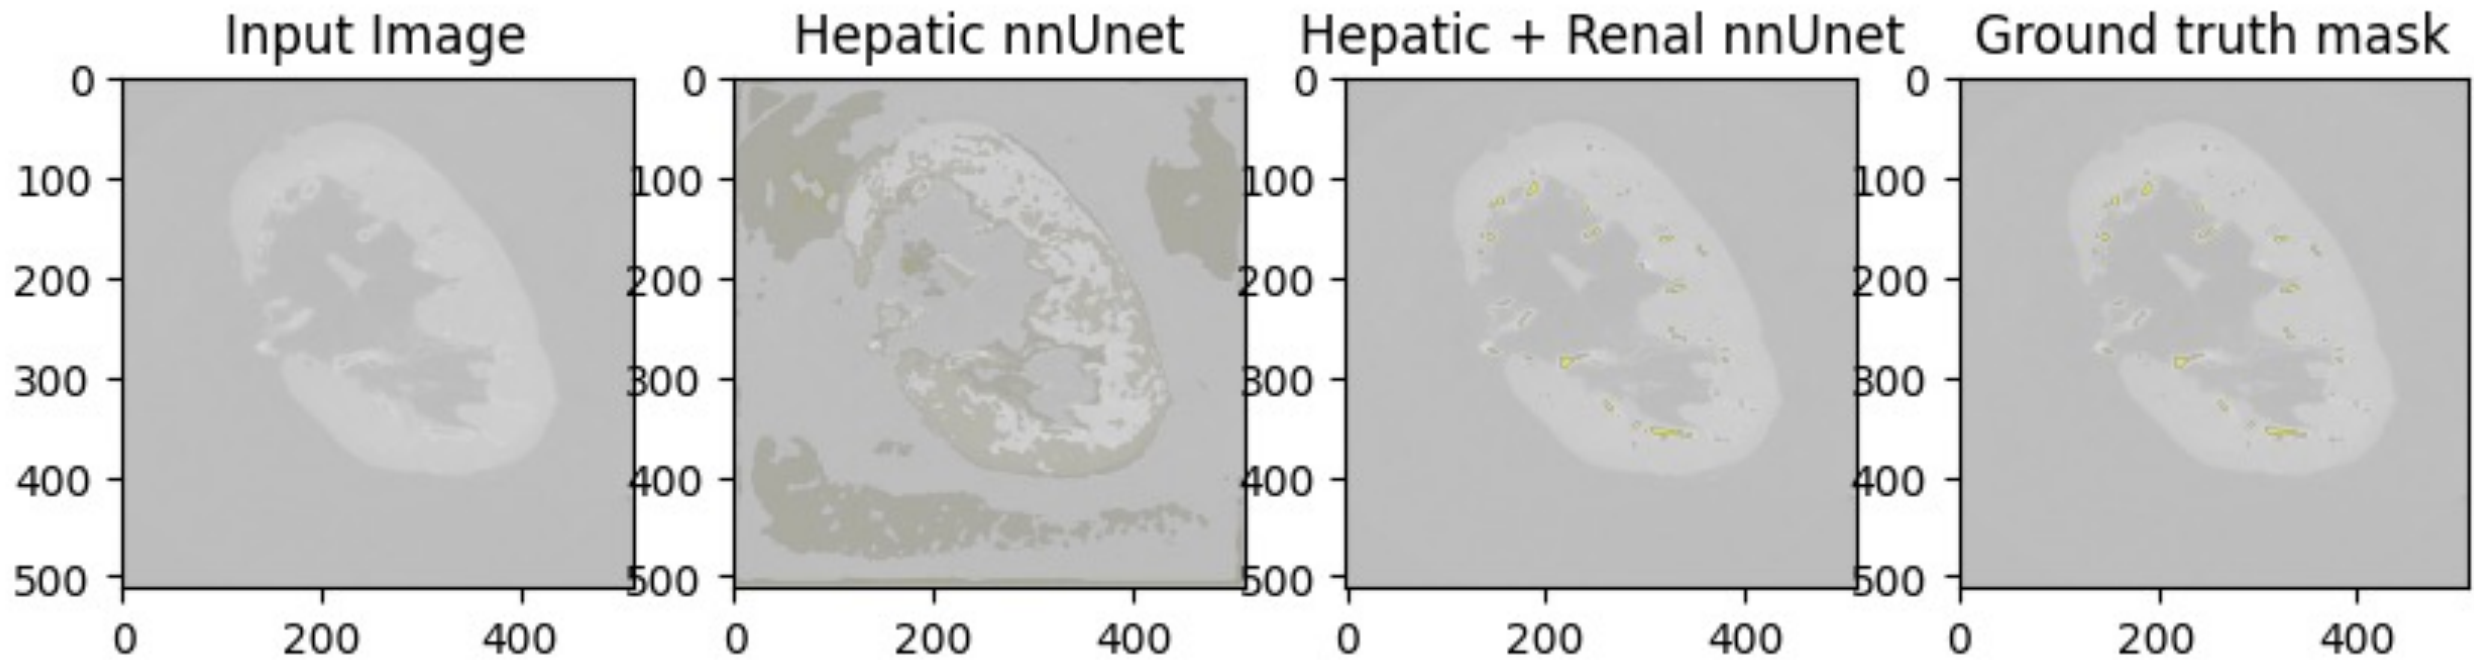 Input Image Hepatic nnUnet Hepatic + Renal nnUnet Ground truth mask
0 0 0 0
100 100 100 100
200 200 200 200
300 300 300 300
400 400 400 400
500 500 500 500
0 200 400 0 200 400 0 200 400 0 200 400